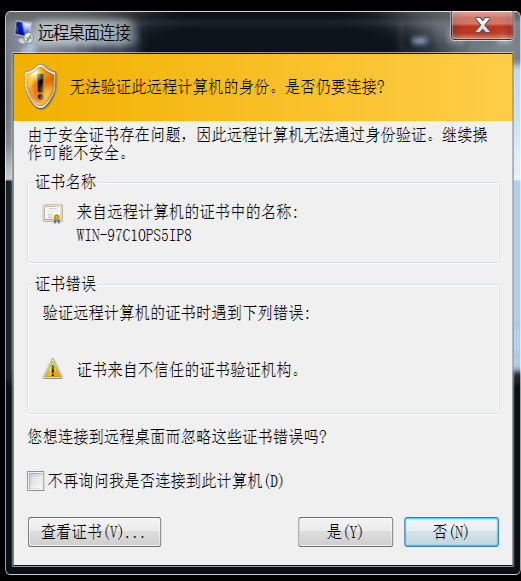 远程桌面连接
无法验证此远程计算机的身份。是否仍要连接?
由于安全证书存在问题，因此远程计算机无法通过身份验证。继续操
作可能不安全。
证书名称
来自远程计算机的证书中的名称:
WIN-97C1OPS5IP8
证书错误
验证远程计算机的证书时遇到下列错误:
证书来自不信任的证书验证机构。
您想连接到远程桌面而忽略这些证书错误吗?
不再询问我是否连接到此计算机(D)
查看证书(V)...
是(Y)
否(N)